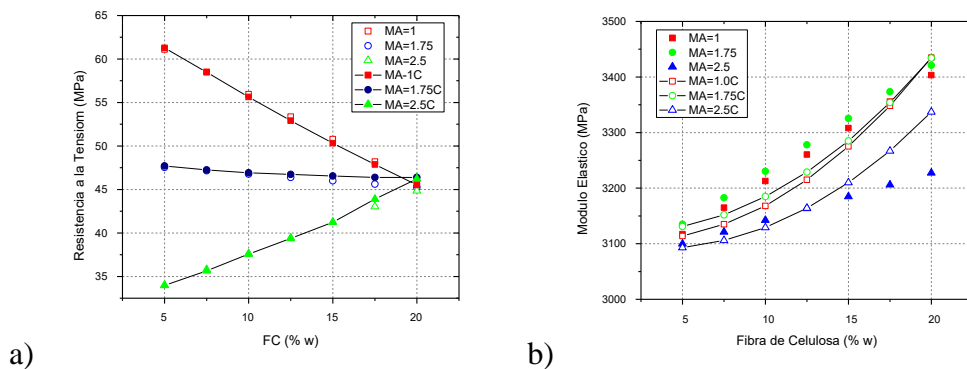 65
60
55
50
45
40
35
5
10
15
20
Resistencia a la Tensiom (MPa)
FC (% w)
MA=1
MA=1.75
MA=2.5
MA-1C
MA=1.75C
MA=2.5C
a)
3500
3400
3300
3200
3100
3000
5
10
15
20
Modulo Elastico (MPa)
Fibra de Celulosa (% w)
MA=1
MA=1.75
MA=2.5
MA=1.0C
MA=1.75C
MA=2.5C
b)